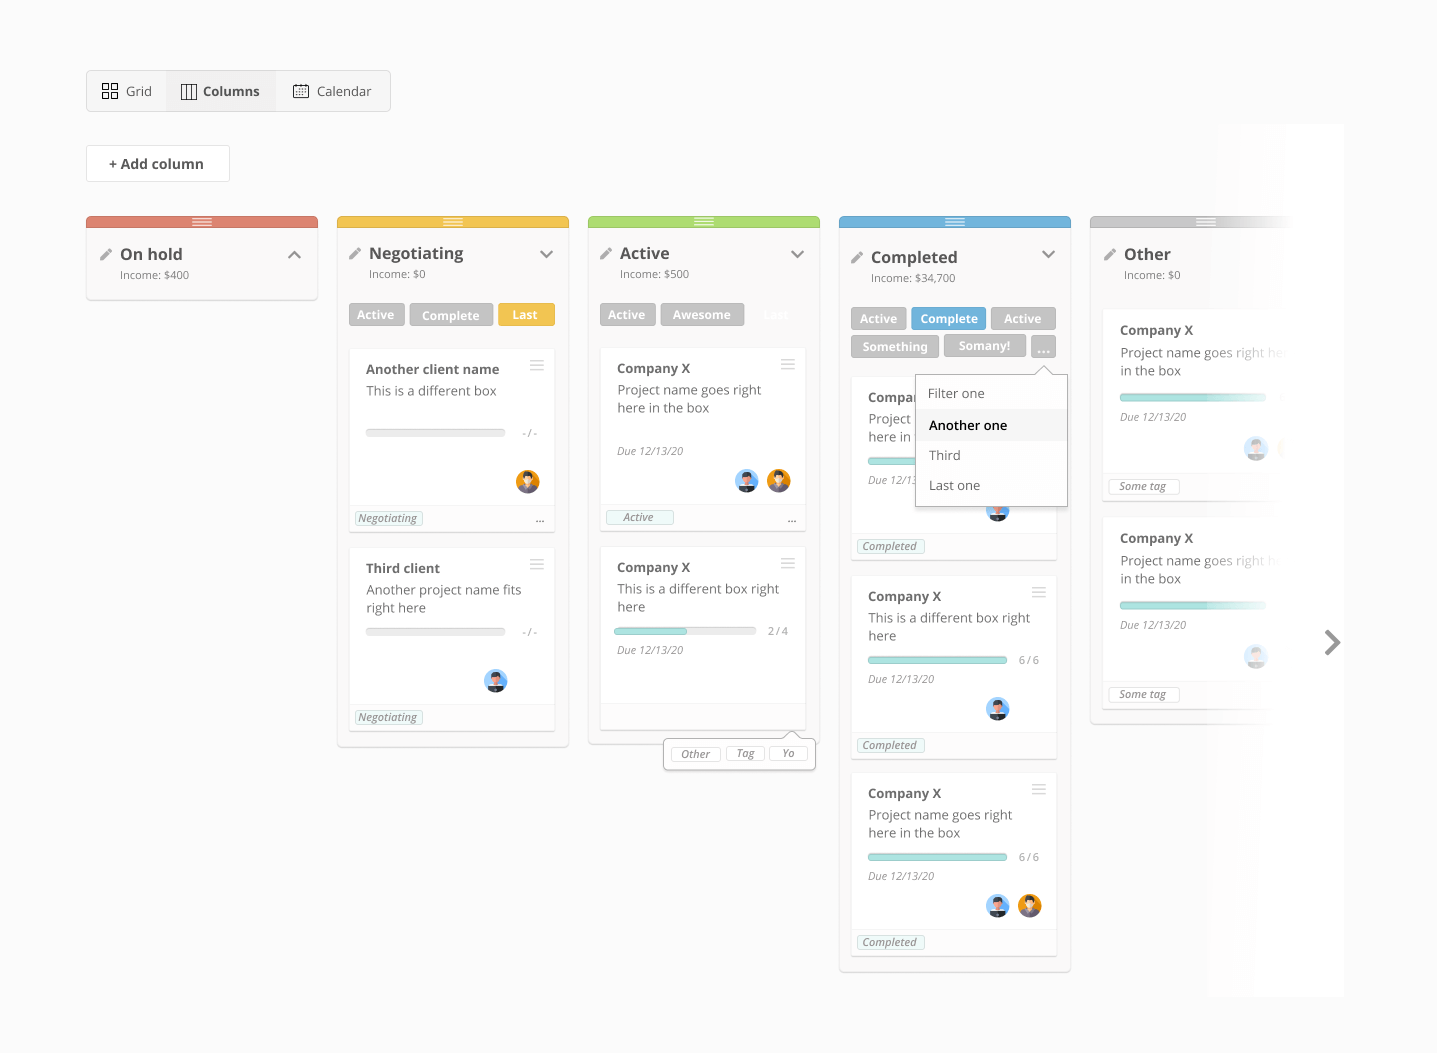 Grid
Columns
Calendar
+ Add column
On hold
Income: $400
Negotiating
Income: $0
Active
Complete
Last
Another client name
This is a different box
- / -
Negotiating
...
Third client
Another project name fits
right here
- / -
Negotiating
Active
Income: $500
Active
Awesome
Last
Company X
Project name goes right
here in the box
Due 12/13/20
Active
...
Company X
This is a different box right
here
2 / 4
Due 12/13/20
Other
Tag
Yo
Completed
Income: $34,700
Active
Complete
Active
Something
Somany!
...
Filter one
Another one
Third
Last one
Compa
Project
here in
Due 12/13
Completed
Company X
This is a different box right
here
6 / 6
Due 12/13/20
Completed
Company X
Project name goes right
here in the box
6 / 6
Due 12/13/20
Completed
Other
Income: $0
Company X
Project name goes right he
in the box
Due 12/13/20
Some tag
Company X
Project name goes right h
in the box
Due 12/13/20
Some tag